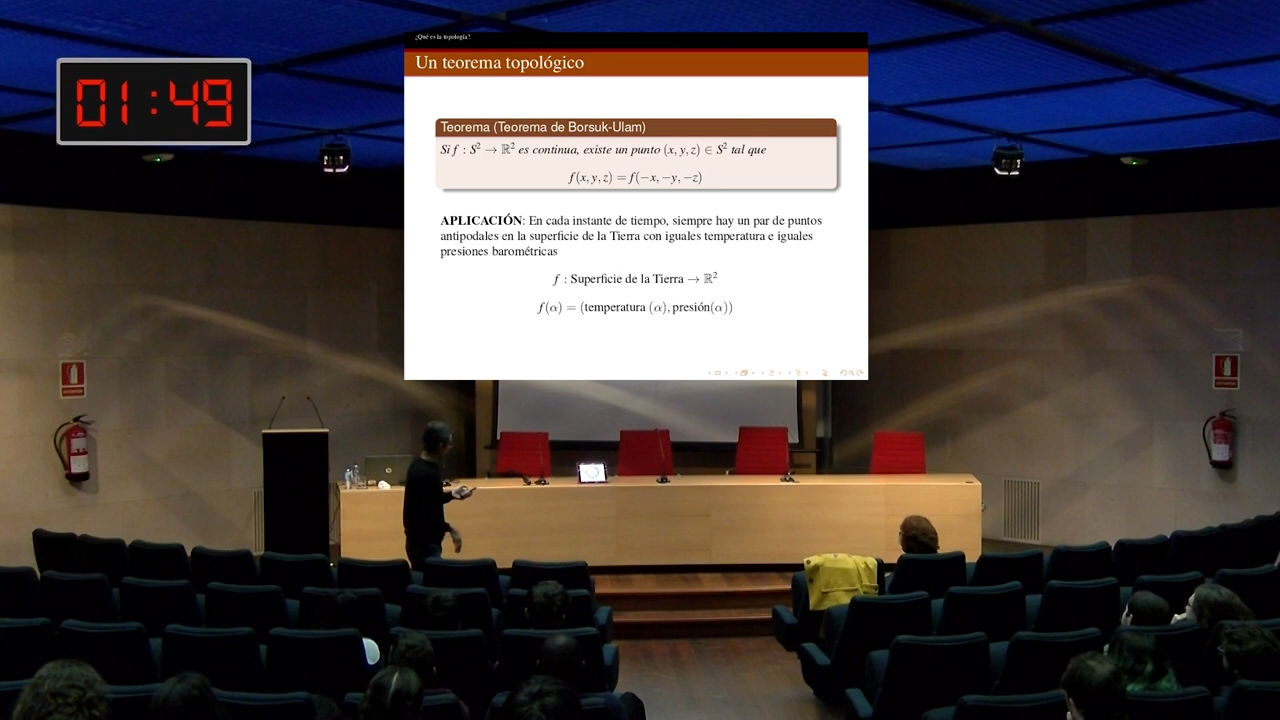 ¿Qué es la topología?
01:49
Un teorema topológico
Teorema (Teorema de Borsuk-Ulam)
Si f : S² → ℝ² es continua, existe un punto (x, y, z) ∈ S² tal que
f(x, y, z) = f(−x, −y, −z)
APLICACIÓN: En cada instante de tiempo, siempre hay un par de puntos
antipodales en la superficie de la Tierra con iguales temperatura e iguales
presiones barométricas
f : Superficie de la Tierra → ℝ²
f(α) = (temperatura (α), presión(α))